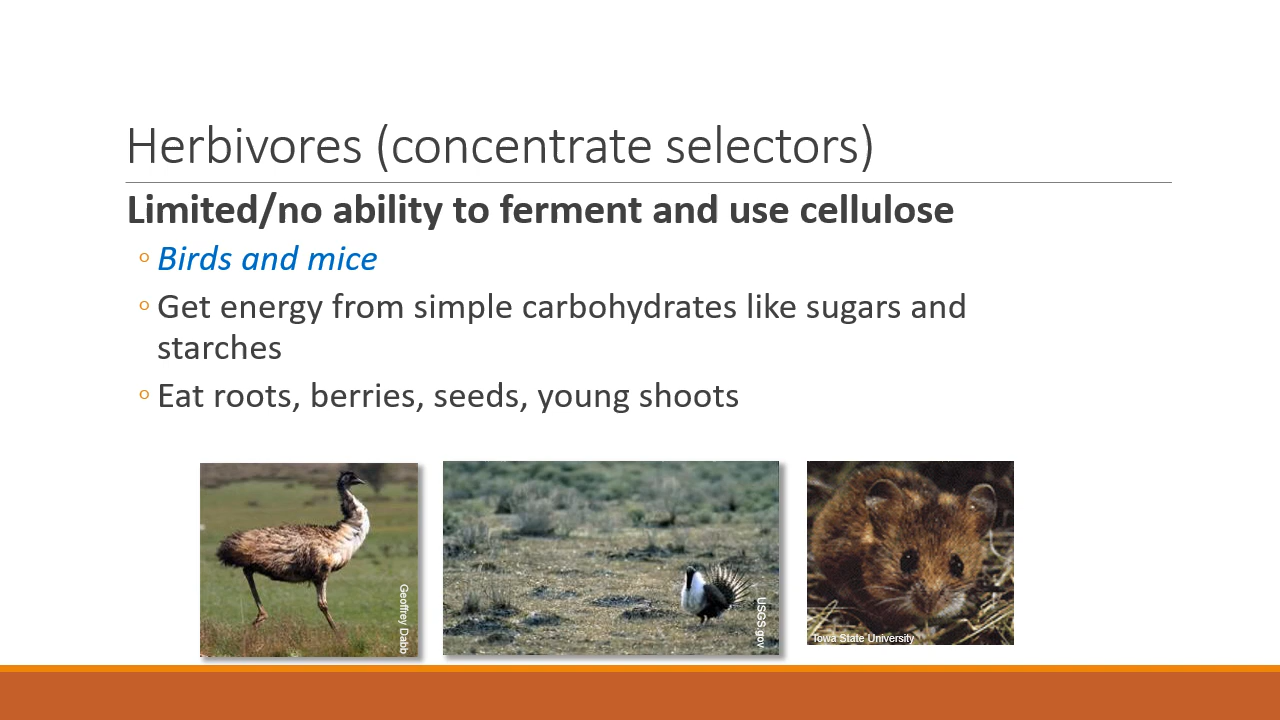 Herbivores (concentrate selectors)
Limited/no ability to ferment and use cellulose
Birds and mice
Get energy from simple carbohydrates like sugars and
starches
Eat roots, berries, seeds, young shoots
Geoffrey Dabb
USGS.gov
Iowa State University